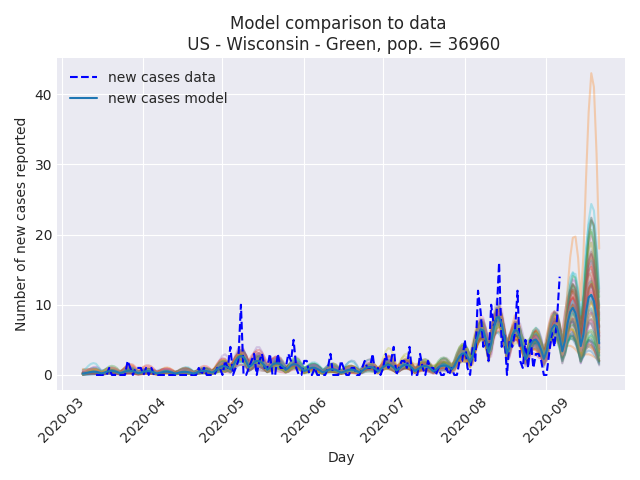 Model comparison to data
US - Wisconsin - Green, pop. = 36960
new cases data
new cases model
Number of new cases reported
40
30
20
10
0
2020-03
2020-04
2020-05
2020-06
2020-07
2020-08
2020-09
Day